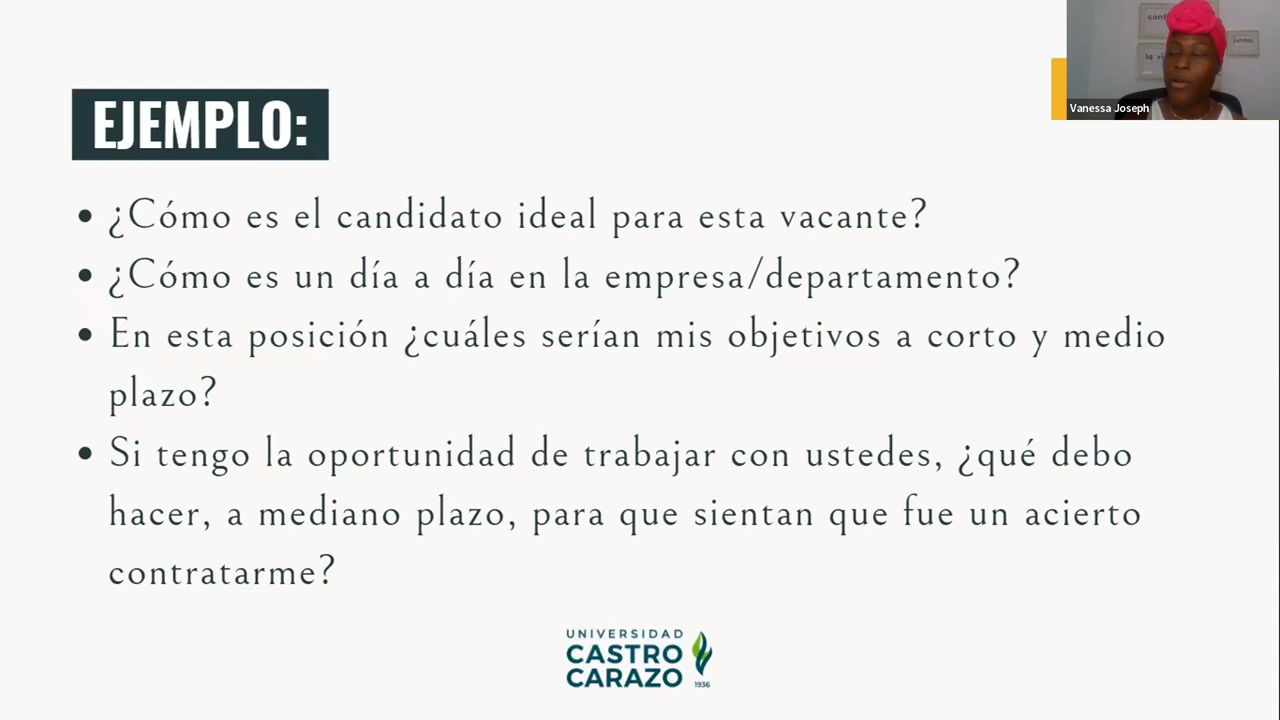 EJEMPLO:
• ¿Cómo es el candidato ideal para esta vacante?
• ¿Cómo es un día a día en la empresa/departamento?
• En esta posición ¿cuáles serían mis objetivos a corto y medio
plazo?
• Si tengo la oportunidad de trabajar con ustedes, ¿qué debo
hacer, a mediano plazo, para que sientan que fue un acierto
contratarme?
UNIVERSIDAD
CASTRO
CARAZO
1936
juntos
la
Vanessa Joseph